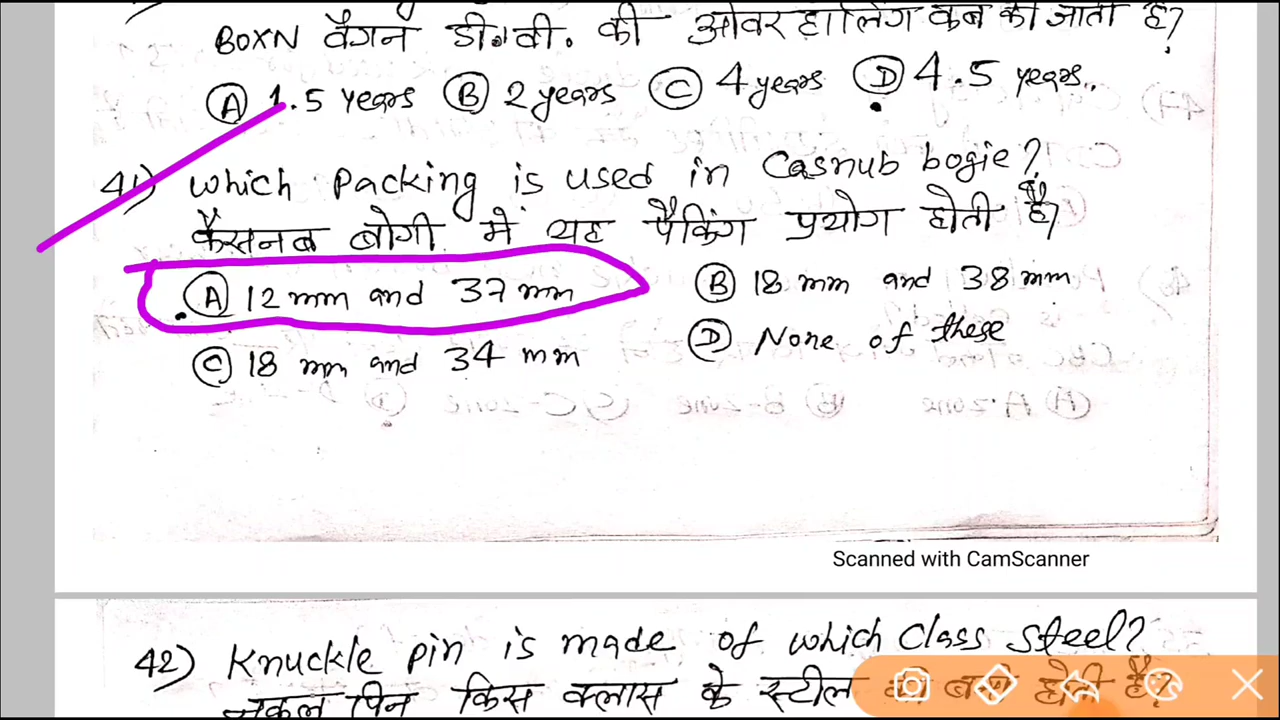 BOXN वैगन डी.वी. की ओवर हालिंग कब की जाती है?
(A) 1.5 Years (B) 2 years (C) 4 years (D) 4.5 years.
41) Which packing is used in Casnub bogie?
कैसनब बोगी में यह पैकिंग प्रयोग होती है?
(A) 12 mm and 37 mm (B) 18 mm and 38 mm
(C) 18 mm and 34 mm (D) None of these
Scanned with CamScanner
42) Knuckle pin is made of which Class Steel?
नकल पिन किस क्लास के स्टील की बनी होती है?